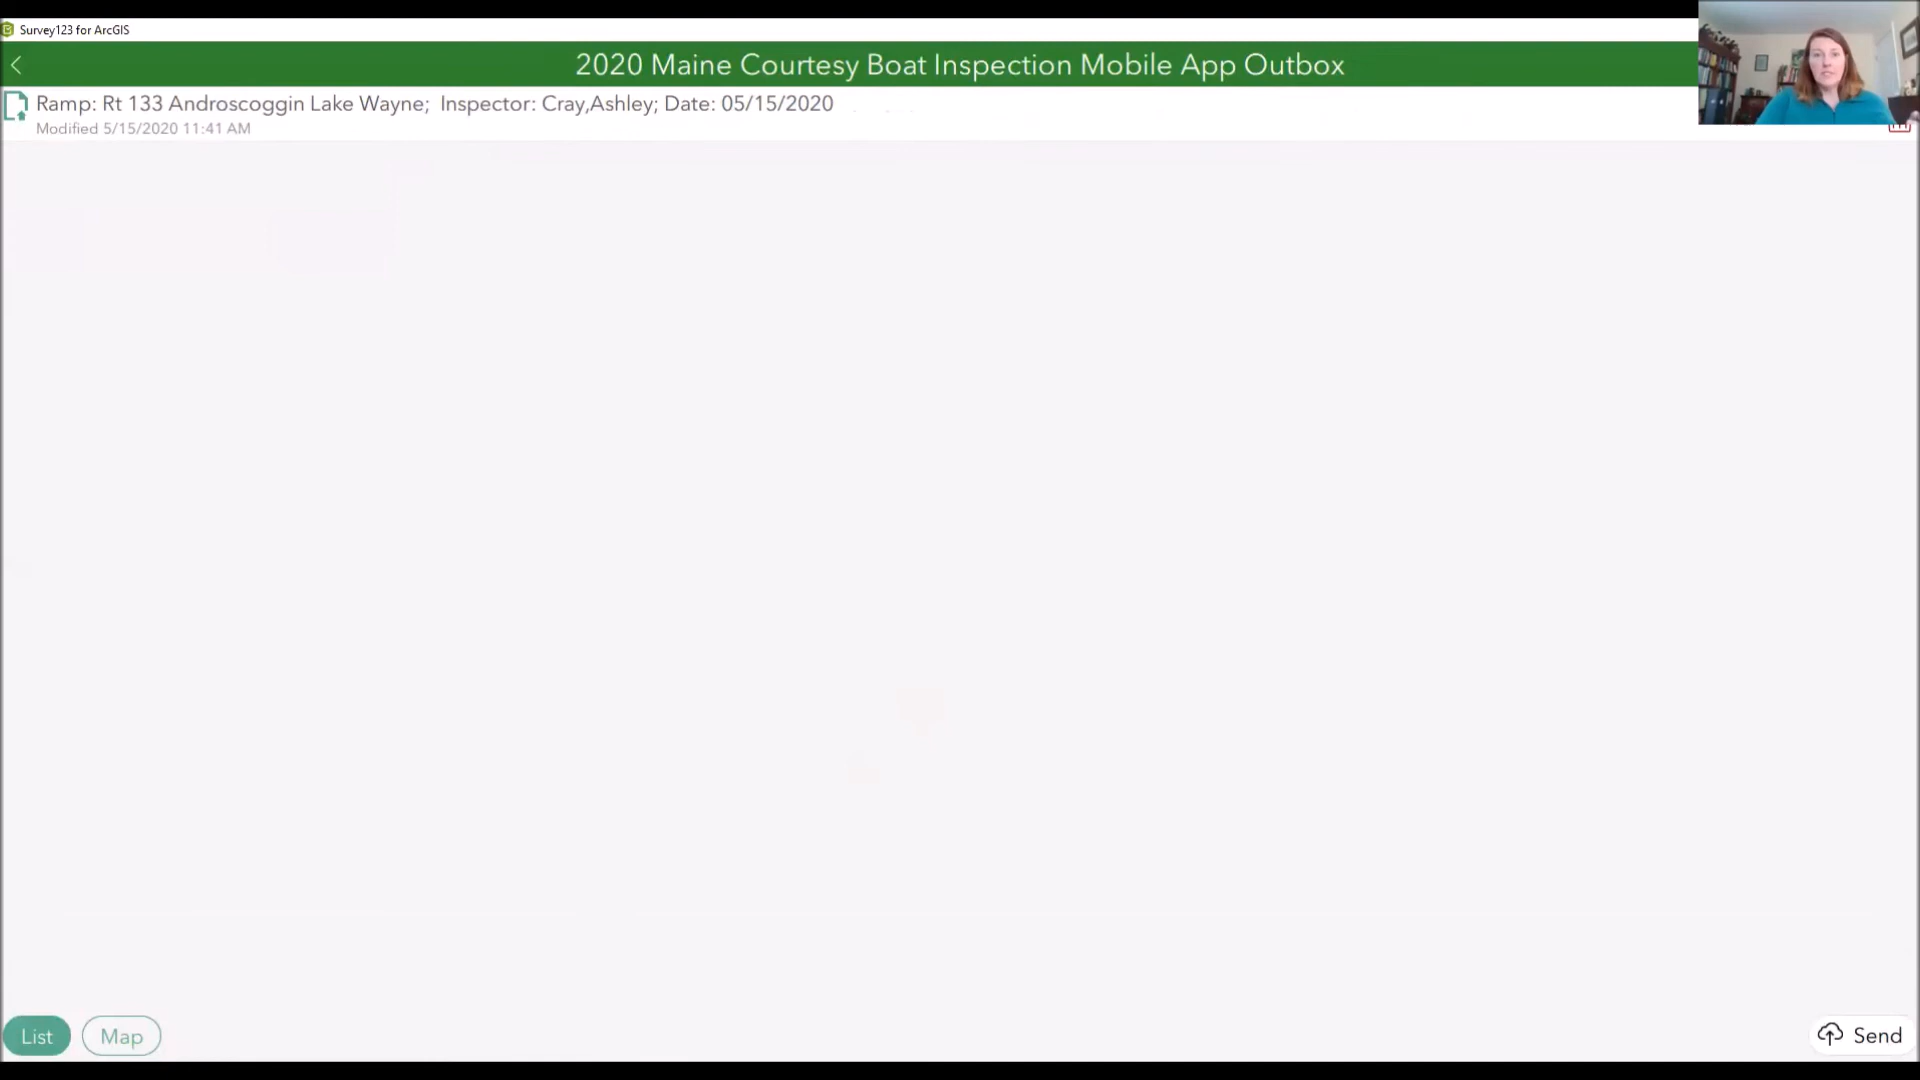 Survey123 for ArcGIS
2020 Maine Courtesy Boat Inspection Mobile App Outbox
Ramp: Rt 133 Androscoggin Lake Wayne;  Inspector: Cray,Ashley; Date: 05/15/2020
Modified 5/15/2020 11:41 AM
List
Map
Send